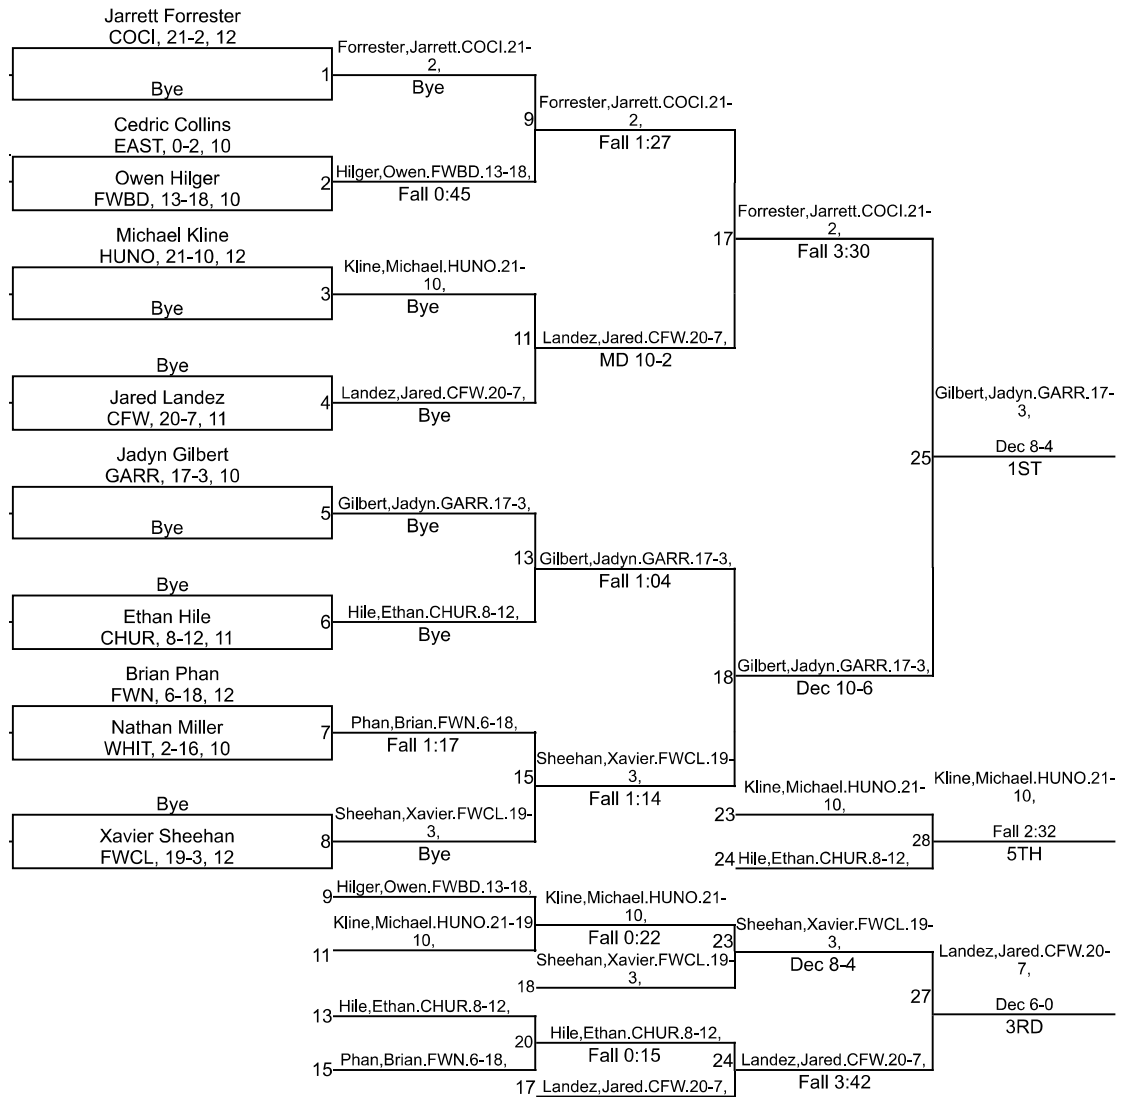 Jarrett Forrester
COCI, 21-2, 12
Bye
1
Cedric Collins
EAST, 0-2, 10
Owen Hilger
FWBD, 13-18, 10
2
Michael Kline
HUNO, 21-10, 12
Bye
3
Bye
Jared Landez
CFW, 20-7, 11
4
Jadyn Gilbert
GARR, 17-3, 10
Bye
5
Bye
Ethan Hile
CHUR, 8-12, 11
6
Brian Phan
FWN, 6-18, 12
Nathan Miller
WHIT, 2-16, 10
7
Bye
Xavier Sheehan
FWCL, 19-3, 12
8
Forrester,Jarrett.COCI.21-
2,
Bye
9
Hilger,Owen.FWBD.13-18,
Fall 0:45
Kline,Michael.HUNO.21-
10,
Bye
11
Landez,Jared.CFW.20-7,
Bye
Gilbert,Jadyn.GARR.17-3,
Bye
13
Hile,Ethan.CHUR.8-12,
Bye
Phan,Brian.FWN.6-18,
Fall 1:17
15
Sheehan,Xavier.FWCL.19-
3,
Bye
Forrester,Jarrett.COCI.21-
2,
Fall 1:27
17
Landez,Jared.CFW.20-7,
MD 10-2
Gilbert,Jadyn.GARR.17-3,
Fall 1:04
18
Sheehan,Xavier.FWCL.19-
3,
Fall 1:14
Forrester,Jarrett.COCI.21-
2,
Fall 3:30
25
Gilbert,Jadyn.GARR.17-3,
Dec 10-6
Gilbert,Jadyn.GARR.17-
3,
Dec 8-4
1ST
23
Kline,Michael.HUNO.21-
10,
24
Hile,Ethan.CHUR.8-12,
28
Kline,Michael.HUNO.21-
10,
Fall 2:32
5TH
9
Hilger,Owen.FWBD.13-18,
11
Kline,Michael.HUNO.21-19
10,
Kline,Michael.HUNO.21-
10,
Fall 0:22
18
Sheehan,Xavier.FWCL.19-
3,
23
Sheehan,Xavier.FWCL.19-
3,
Dec 8-4
13
Hile,Ethan.CHUR.8-12,
15
Phan,Brian.FWN.6-18,
20
Hile,Ethan.CHUR.8-12,
Fall 0:15
17
Landez,Jared.CFW.20-7,
24
Landez,Jared.CFW.20-7,
Fall 3:42
27
Landez,Jared.CFW.20-
7,
Dec 6-0
3RD